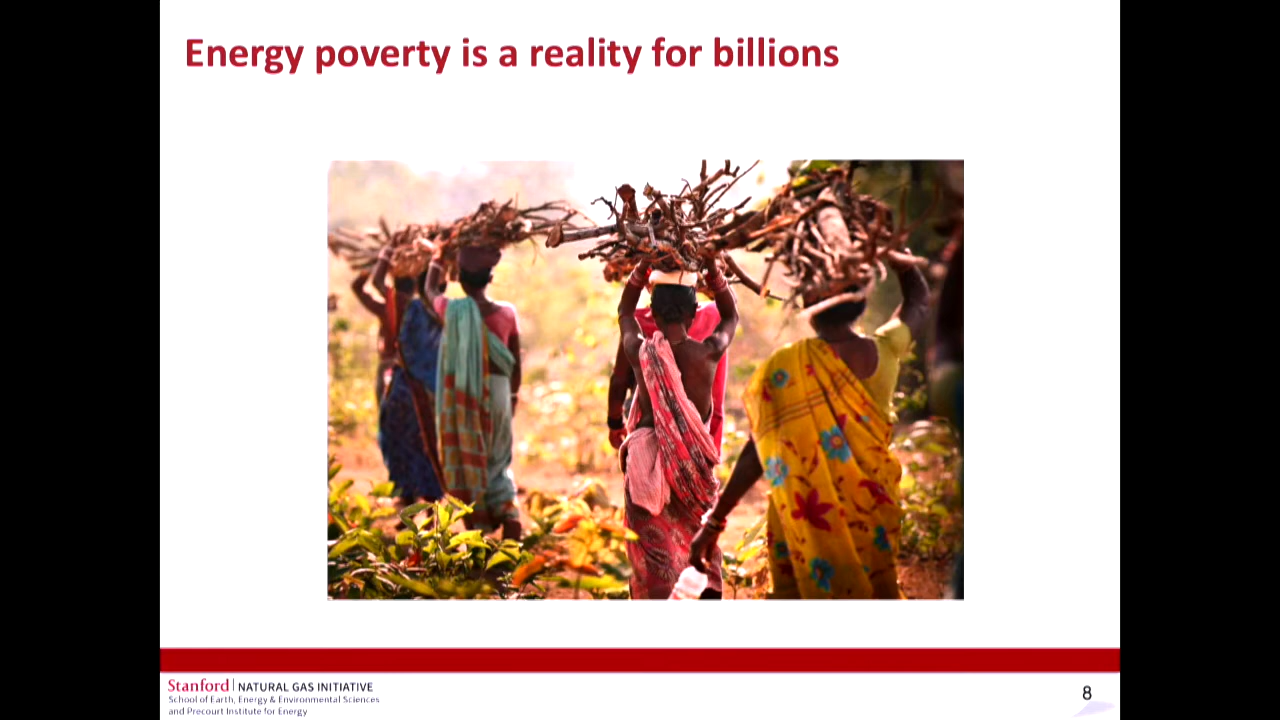 Energy poverty is a reality for billions
Stanford | NATURAL GAS INITIATIVE
School of Earth, Energy & Environmental Sciences
and Precourt Institute for Energy
8